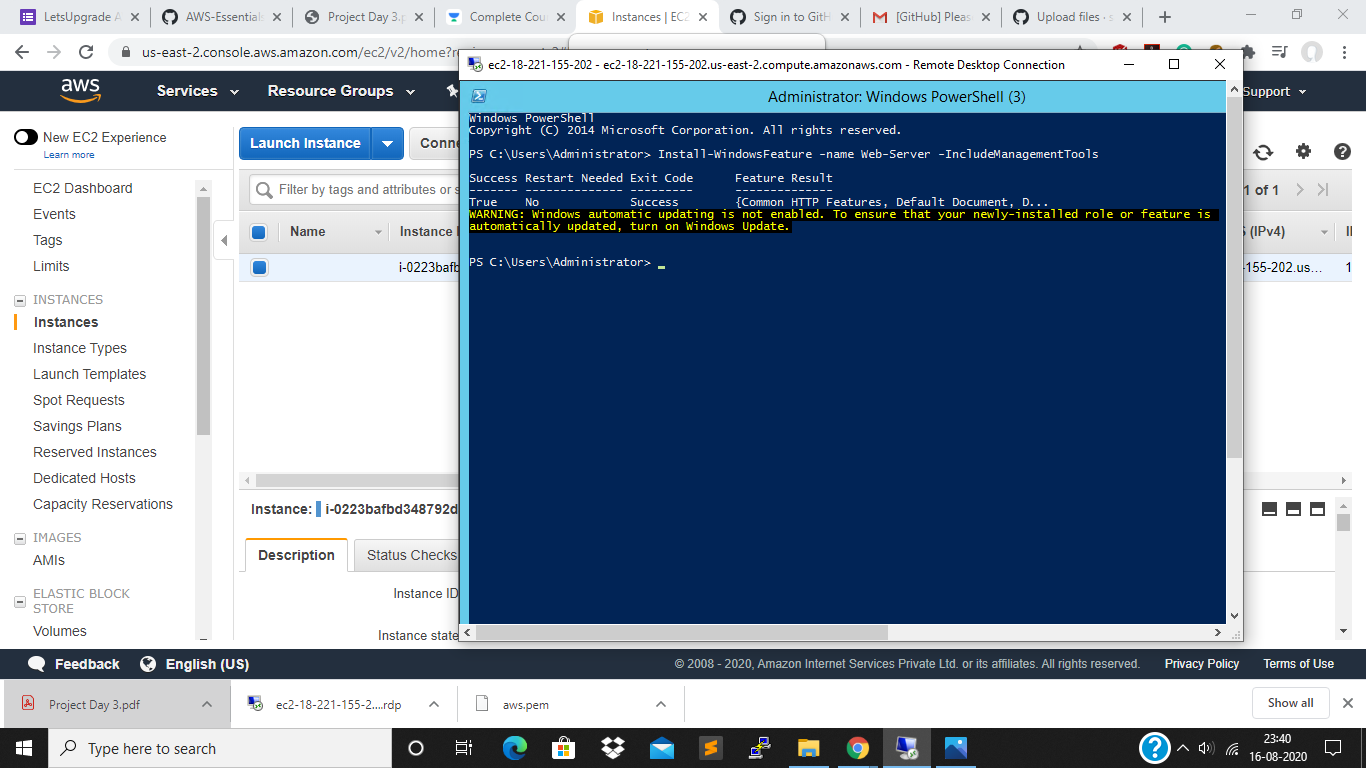 LetsUpgrade A
AWS-Essential
Project Day 3.p
Complete Cou
Instances | EC2
Sign in to GitH
[GitHub] Pleas
Upload files · s
us-east-2.console.aws.amazon.com/ec2/v2/home?
ec2-18-221-155-202 - ec2-18-221-155-202.us-east-2.compute.amazonaws.com - Remote Desktop Connection
aws
Services
Resource Groups
Support
Administrator: Windows PowerShell (3)
Windows PowerShell
Copyright (C) 2014 Microsoft Corporation. All rights reserved.
PS C:\Users\Administrator> Install-WindowsFeature -name Web-Server -IncludeManagementTools
Success Restart Needed Exit Code Feature Result
------- -------------- --------- --------------
True No Success {Common HTTP Features, Default Document, D...
WARNING: Windows automatic updating is not enabled. To ensure that your newly-installed role or feature is
automatically updated, turn on Windows Update.
PS C:\Users\Administrator>
New EC2 Experience
Learn more
EC2 Dashboard
Events
Tags
Limits
INSTANCES
Instances
Instance Types
Launch Templates
Spot Requests
Savings Plans
Reserved Instances
Dedicated Hosts
Capacity Reservations
IMAGES
AMIs
ELASTIC BLOCK
STORE
Volumes
Launch Instance
Conne
Filter by tags and attributes or s
1 of 1
Name
Instance I
(IPv4)
i-0223bafb
-155-202.us...
1
Instance: i-0223bafbd348792d
Description
Status Checks
Instance ID
Instance state
Feedback
English (US)
© 2008 - 2020, Amazon Internet Services Private Ltd. or its affiliates. All rights reserved.
Privacy Policy
Terms of Use
Project Day 3.pdf
ec2-18-221-155-2....rdp
aws.pem
Show all
Type here to search
23:40
16-08-2020